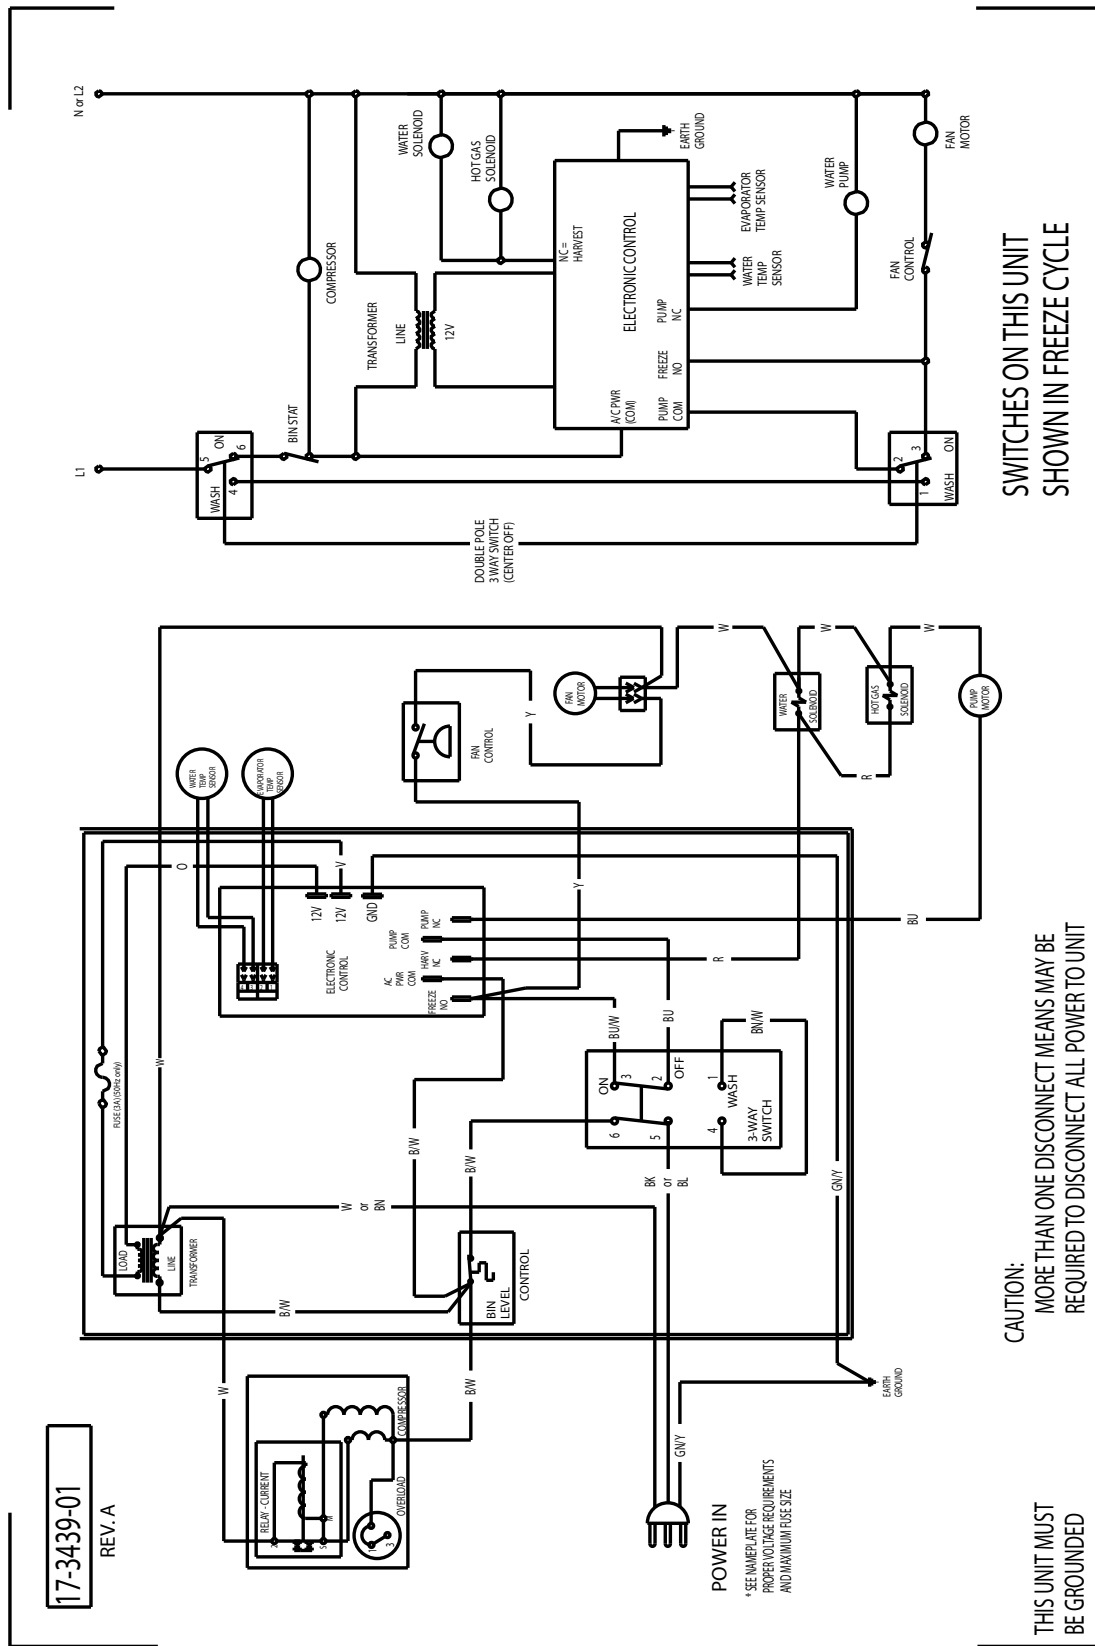 17-3439-01
REV. A
THIS UNIT MUST
BE GROUNDED
CAUTION:
MORE THAN ONE DISCONNECT MEANS MAY BE
REQUIRED TO DISCONNECT ALL POWER TO UNIT
POWER IN
* SEE NAMEPLATE FOR
PROPER VOLTAGE REQUIREMENTS
AND MAXIMUM FUSE SIZE
RELAY - CURRENT
X
S
M
1
3
OVERLOAD
COMPRESSOR
W
B/W
GN/Y
EARTH
GROUND
LOAD
LINE
TRANSFORMER
B/W
W
or
BN
BIN
LEVEL
CONTROL
B/W
B/W
BK
or
BL
GN/Y
FUSE (3A) (50Hz only)
W
ON
3
2
OFF
1
WASH
6
5
4
3-WAY
SWITCH
BU/W
BU
BN/W
ELECTRONIC
CONTROL
12V
12V
GND
FREEZE
NO
AC
PWR
COM
HARV
NC
PUMP
COM
PUMP
NC
O
V
WATER
TEMP
SENSOR
EVAPORATOR
TEMP
SENSOR
Y
R
BU
FAN
CONTROL
Y
FAN
MOTOR
W
WATER
SOLENOID
W
R
HOT GAS
SOLENOID
W
PUMP
MOTOR
L1
N or L2
WASH
4
5
ON
6
BIN STAT
COMPRESSOR
TRANSFORMER
LINE
12V
WATER
SOLENOID
HOT GAS
SOLENOID
DOUBLE POLE
3 WAY SWITCH
(CENTER OFF)
A/C PWR
(COM)
NC =
HARVEST
ELECTRONIC CONTROL
PUMP
COM
FREEZE
NO
PUMP
NC
EARTH
GROUND
WATER
TEMP
SENSOR
EVAPORATOR
TEMP SENSOR
WATER
PUMP
FAN
CONTROL
FAN
MOTOR
1
2
3
WASH
ON
SWITCHES ON THIS UNIT
SHOWN IN FREEZE CYCLE